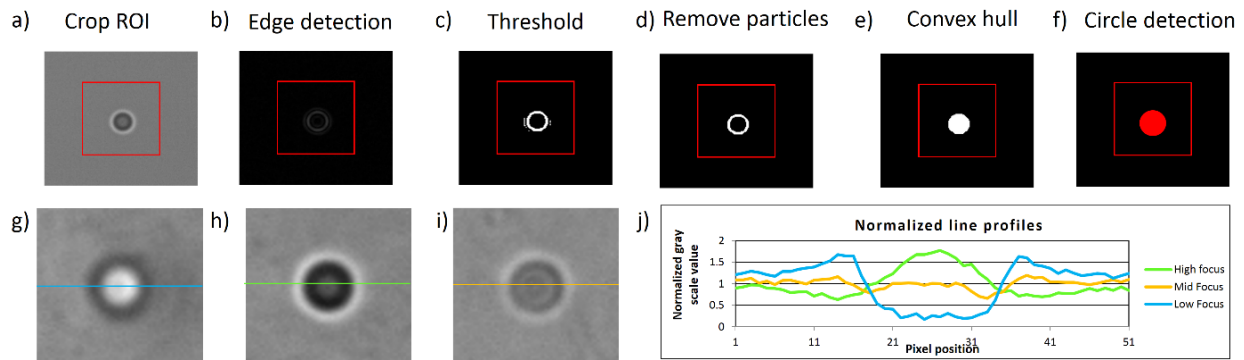 a) Crop ROI
b) Edge detection
c) Threshold
d) Remove particles
e) Convex hull
f) Circle detection
g)
h)
i)
j)
Normalized line profiles
Normalized gray
scale value
2
1.5
1
0.5
0
1
11
21
31
41
51
Pixel position
High focus
Mid Focus
Low Focus